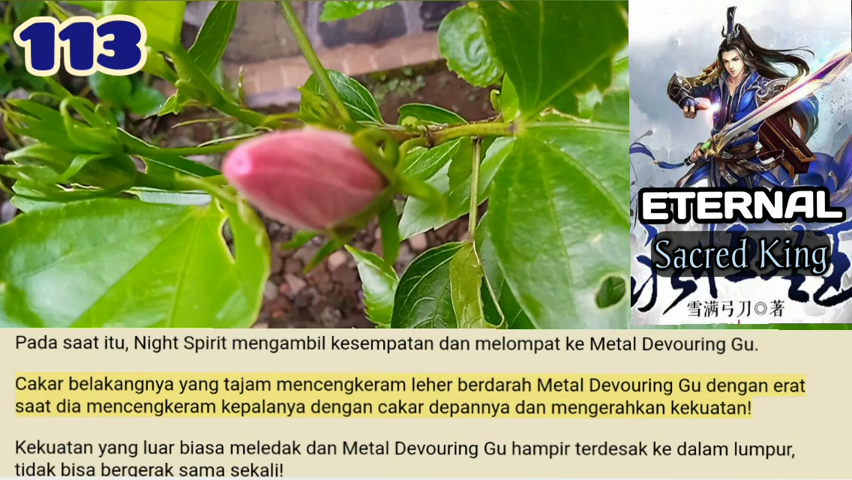 113
ETERNAL
Sacred King
雪满弓刀◎著
Pada saat itu, Night Spirit mengambil kesempatan dan melompat ke Metal Devouring Gu.
Cakar belakangnya yang tajam mencengkeram leher berdarah Metal Devouring Gu dengan erat
saat dia mencengkeram kepalanya dengan cakar depannya dan mengerahkan kekuatan!
Kekuatan yang luar biasa meledak dan Metal Devouring Gu hampir terdesak ke dalam lumpur,
tidak bisa bergerak sama sekali!